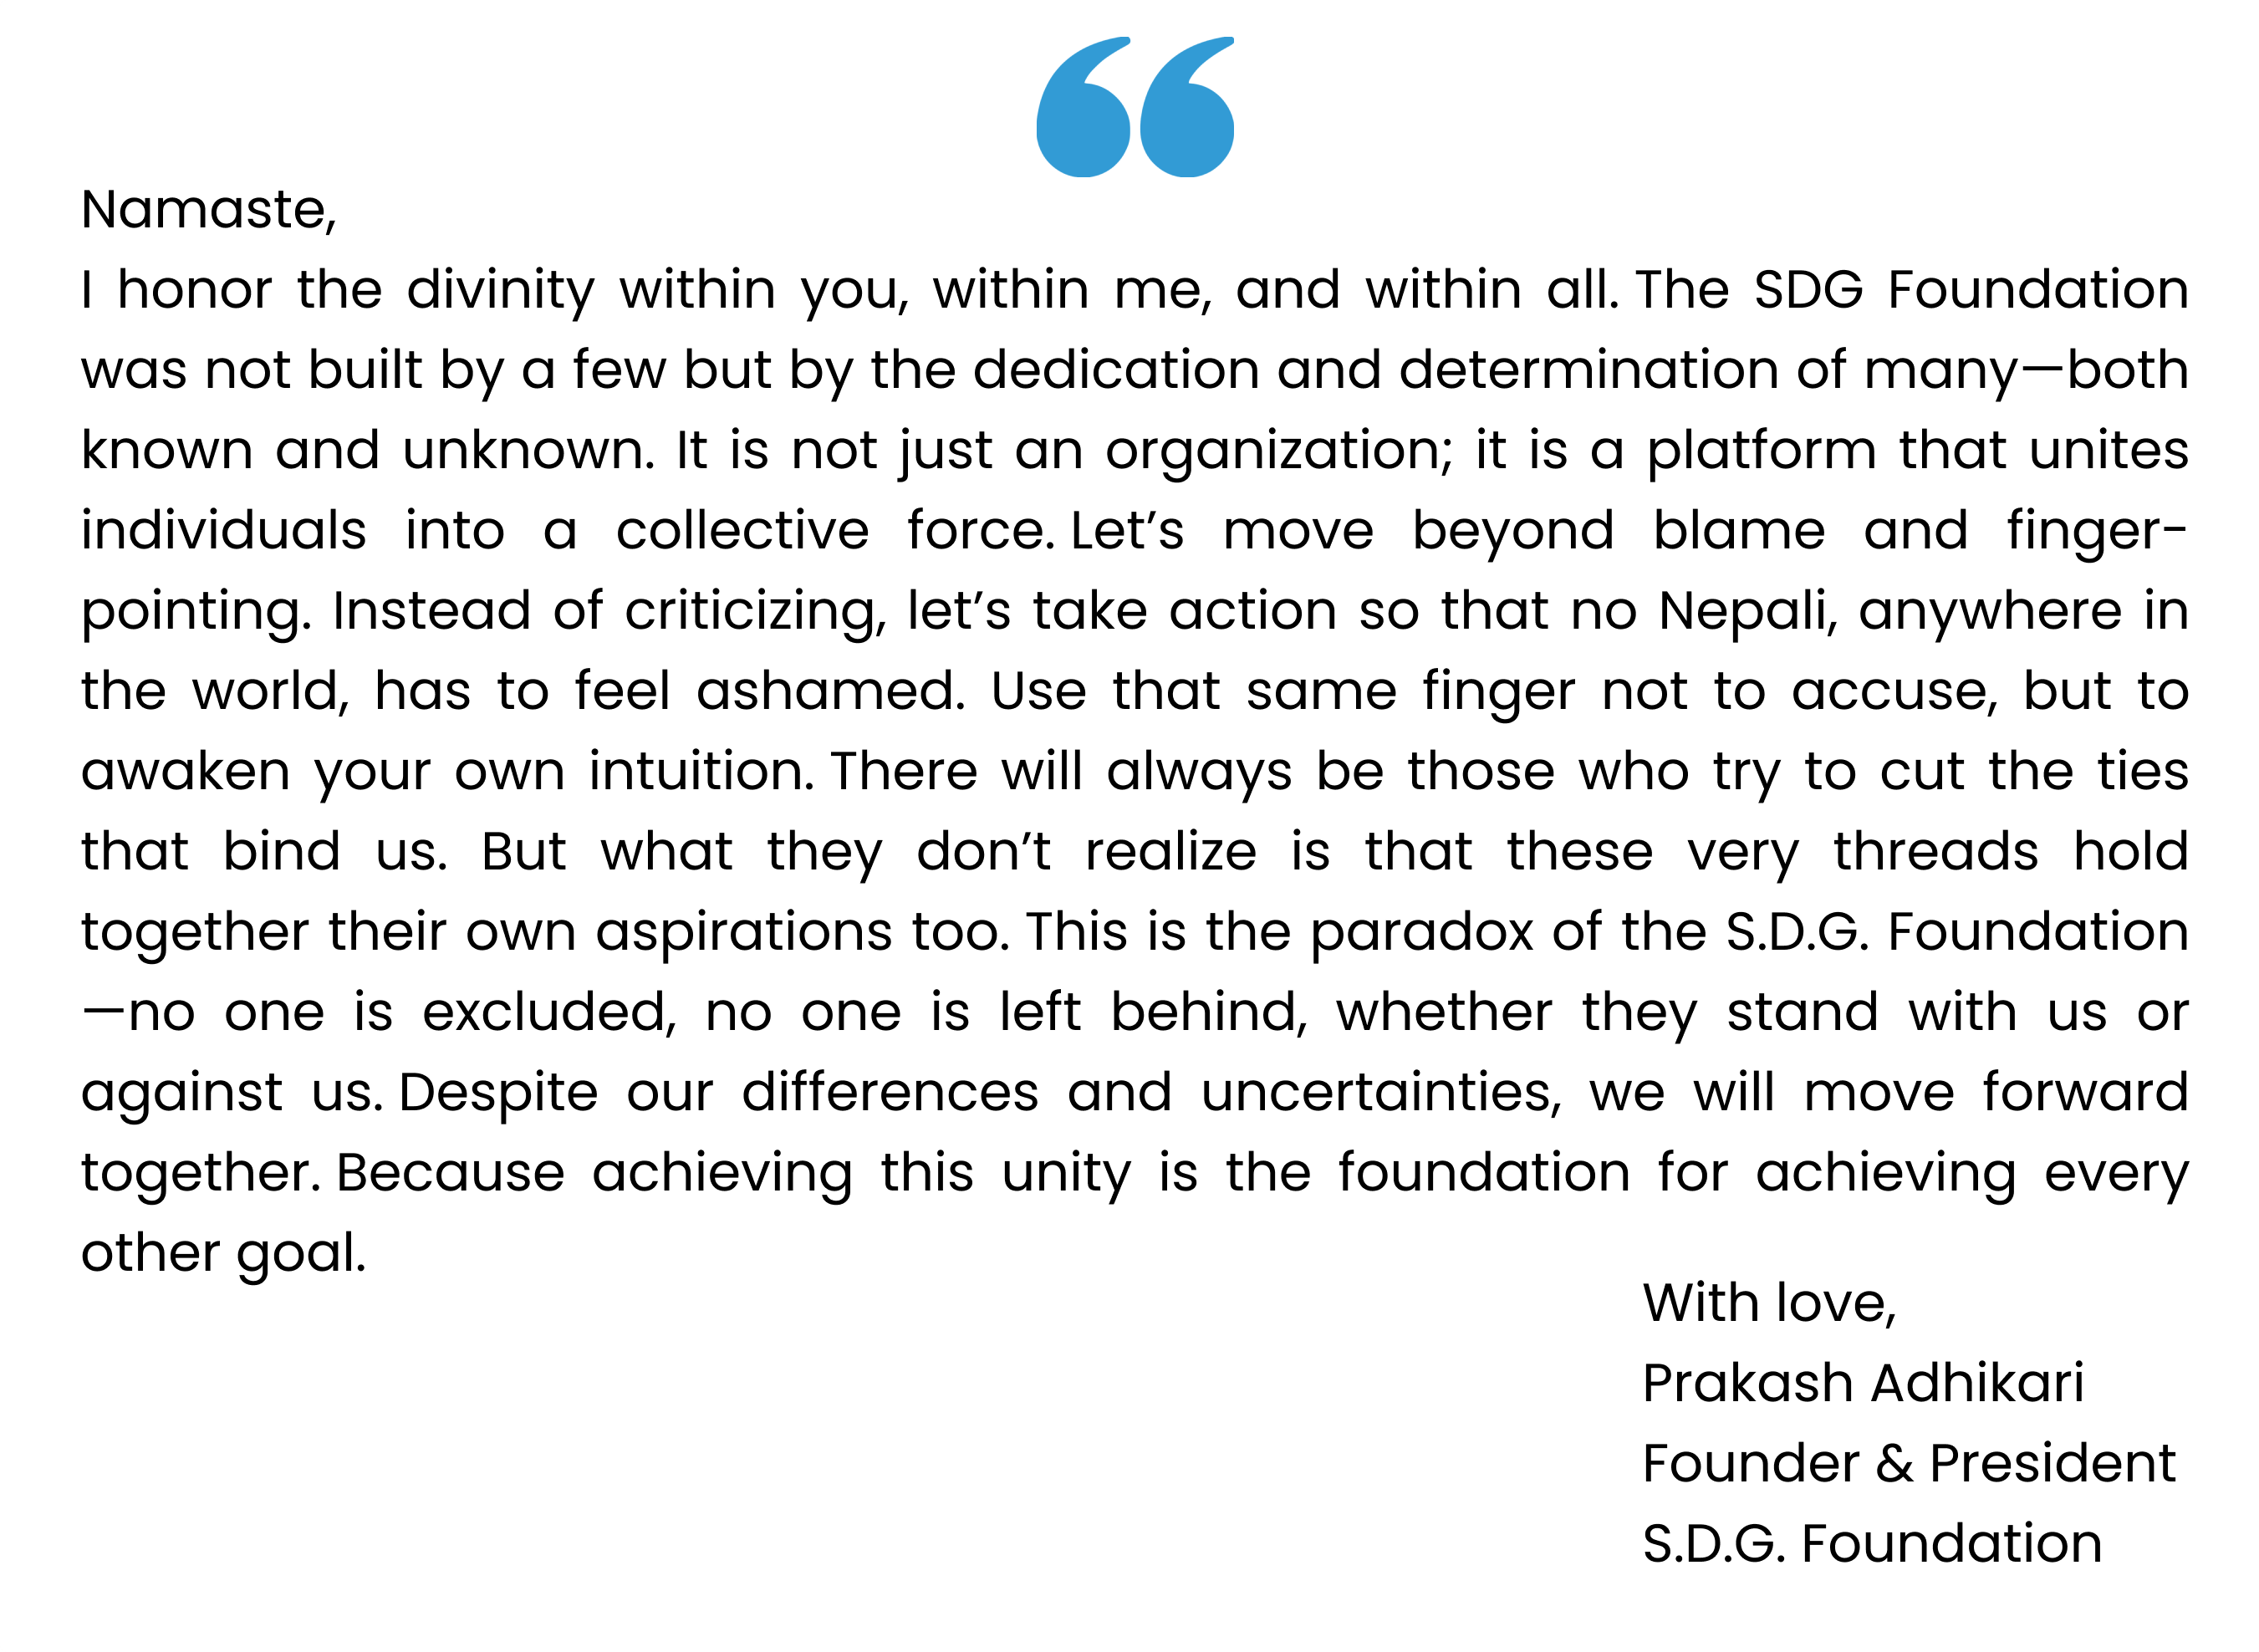 Namaste,
I honor the divinity within you, within me, and within all. The SDG Foundation
was not built by a few but by the dedication and determination of many—both
known and unknown. It is not just an organization; it is a platform that unites
individuals into a collective force. Let’s move beyond blame and finger-
pointing. Instead of criticizing, let’s take action so that no Nepali, anywhere in
the world, has to feel ashamed. Use that same finger not to accuse, but to
awaken your own intuition. There will always be those who try to cut the ties
that bind us. But what they don’t realize is that these very threads hold
together their own aspirations too. This is the paradox of the S.D.G. Foundation
—no one is excluded, no one is left behind, whether they stand with us or
against us. Despite our differences and uncertainties, we will move forward
together. Because achieving this unity is the foundation for achieving every
other goal.
With love,
Prakash Adhikari
Founder & President
S.D.G. Foundation